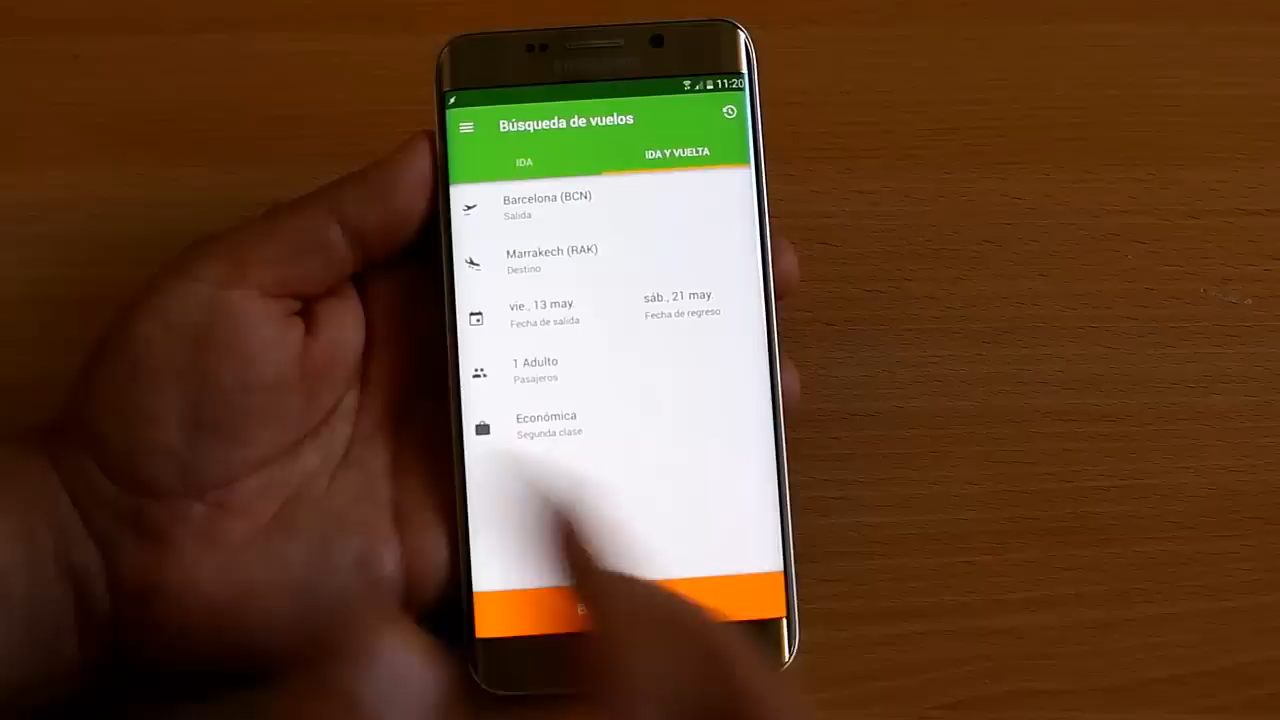 11:20
Búsqueda de vuelos
IDA
IDA Y VUELTA
Barcelona (BCN)
Salida
Marrakech (RAK)
Destino
vie., 13 may.
sáb., 21 may.
Fecha de salida
Fecha de regreso
1 Adulto
Pasajeros
Económica
Segunda clase